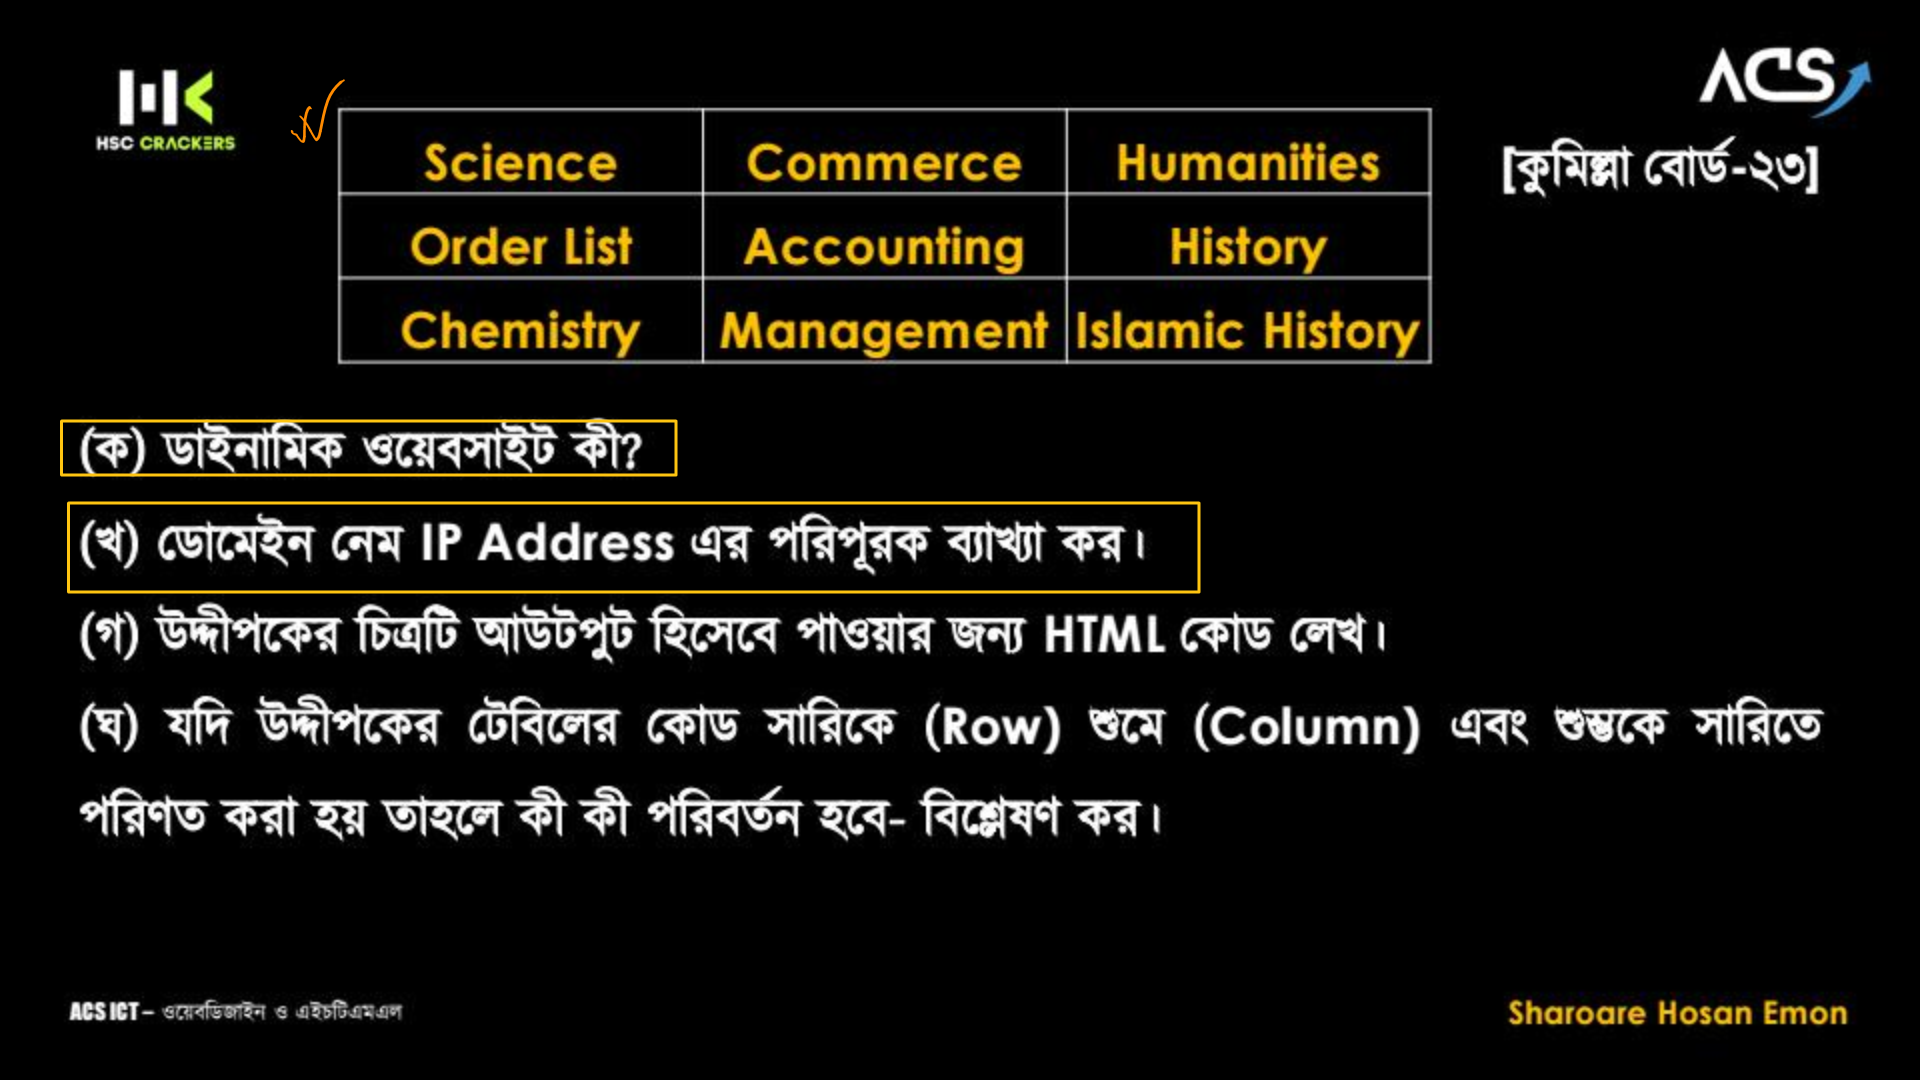 HSC CRACKERS
ACS
Science Commerce Humanities
[কুমিল্লা বোর্ড-২৩]
Order List Accounting History
Chemistry Management Islamic History
(ক) ডাইনামিক ওয়েবসাইট কী?
(খ) ডোমেইন নেম IP Address এর পরিপূরক ব্যাখ্যা কর।
(গ) উদ্দীপকের চিত্রটি আউটপুট হিসেবে পাওয়ার জন্য HTML কোড লেখ।
(ঘ) যদি উদ্দীপকের টেবিলের কোড সারিকে (Row) শুমে (Column) এবং শুম্ভকে সারিতে
পরিণত করা হয় তাহলে কী কী পরিবর্তন হবে- বিশ্লেষণ কর।
ACS ICT – ওয়েবডিজাইন ও এইচটিএমএল
Sharoare Hosan Emon